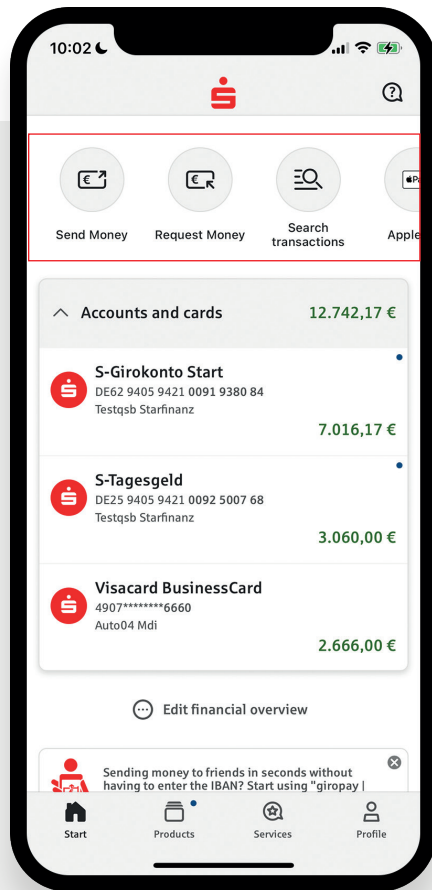 10:02
Send Money
Request Money
Search
transactions
Apple
Accounts and cards
12.742,17 €
S-Girokonto Start
DE62 9405 9421 0091 9380 84
Testqsb Starfinanz
7.016,17 €
S-Tagesgeld
DE25 9405 9421 0092 5007 68
Testqsb Starfinanz
3.060,00 €
Visacard BusinessCard
4907********6660
Auto04 Mdi
2.666,00 €
Edit financial overview
Sending money to friends in seconds without
having to enter the IBAN? Start using "giropay |
Start
Products
Services
Profile